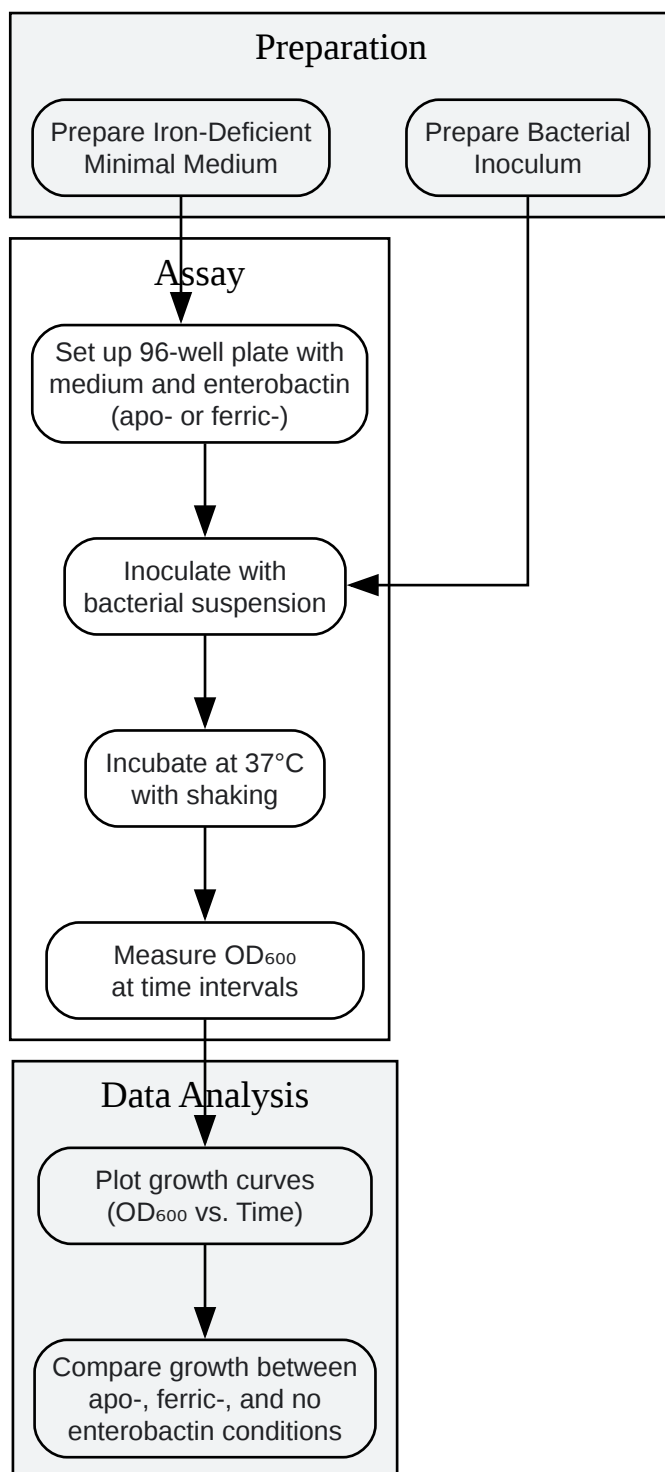 Preparation
Prepare Iron-Deficient
Minimal Medium
Prepare Bacterial
Inoculum
Assay
Set up 96-well plate with
medium and enterobactin
(apo- or ferric-)
Inoculate with
bacterial suspension
Incubate at 37°C
with shaking
Measure OD₆₀₀
at time intervals
Data Analysis
Plot growth curves
(OD₆₀₀ vs. Time)
Compare growth between
apo-, ferric-, and no
enterobactin conditions